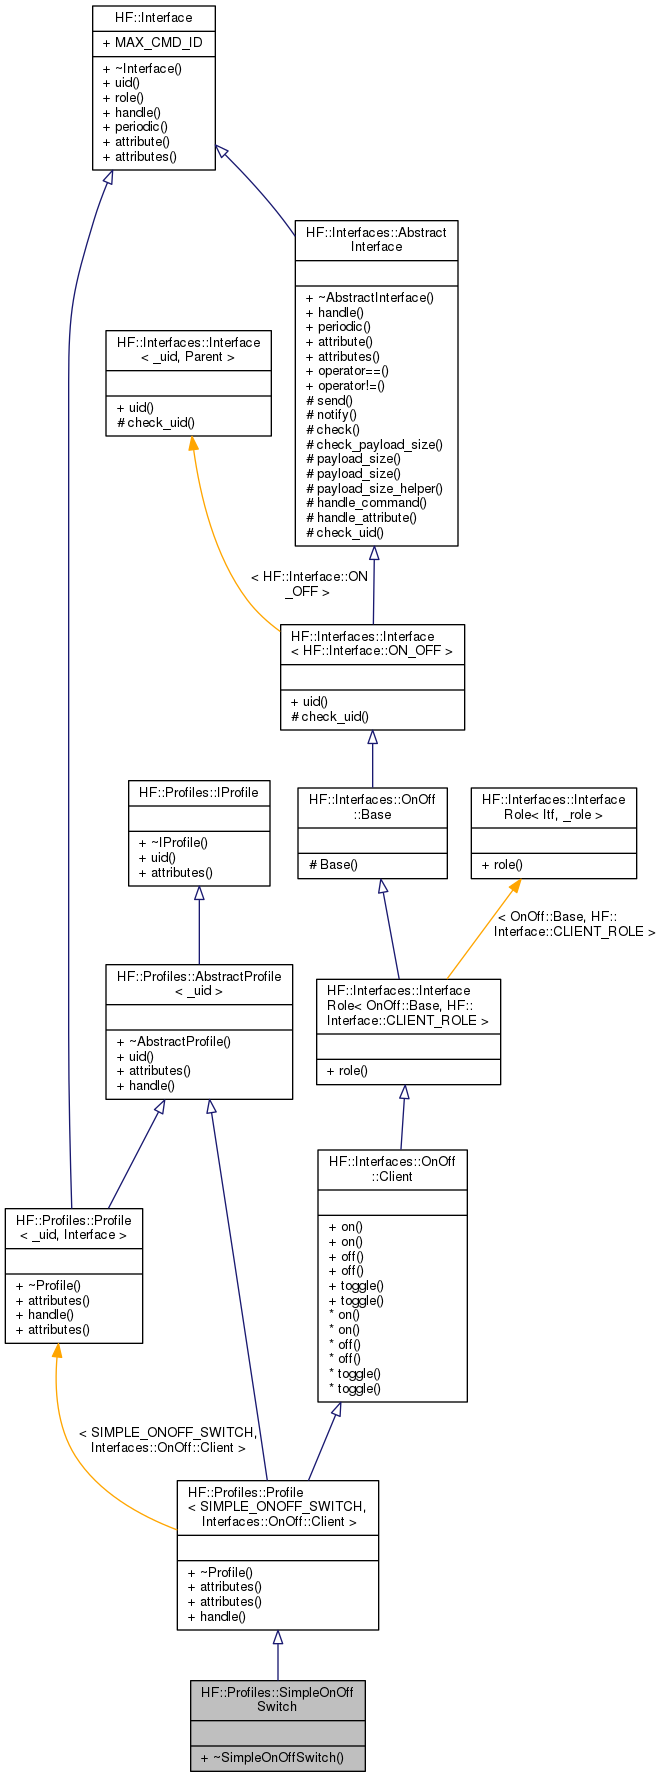 HF::Interface
+ MAX_CMD_ID
+ ~Interface()
+ uid()
+ role()
+ handle()
+ periodic()
+ attribute()
+ attributes()
HF::Interfaces::Abstract
Interface
+ ~AbstractInterface()
+ handle()
+ periodic()
+ attribute()
+ attributes()
+ operator==()
+ operator!=()
# send()
# notify()
# check()
# check_payload_size()
# payload_size()
# payload_size()
# payload_size_helper()
# handle_command()
# handle_attribute()
# check_uid()
HF::Interfaces::Interface
< _uid, Parent >
+ uid()
# check_uid()
< HF::Interface::ON
_OFF >
HF::Interfaces::Interface
< HF::Interface::ON_OFF >
+ uid()
# check_uid()
HF::Profiles::IProfile
+ ~IProfile()
+ uid()
+ attributes()
HF::Interfaces::OnOff
::Base
# Base()
HF::Interfaces::Interface
Role< Itf, _role >
+ role()
< OnOff::Base, HF::
Interface::CLIENT_ROLE >
HF::Profiles::AbstractProfile
< _uid >
+ ~AbstractProfile()
+ uid()
+ attributes()
+ handle()
HF::Interfaces::Interface
Role< OnOff::Base, HF::
Interface::CLIENT_ROLE >
+ role()
HF::Interfaces::OnOff
::Client
+ on()
+ on()
+ off()
+ off()
+ toggle()
+ toggle()
* on()
* on()
* off()
* off()
* toggle()
* toggle()
HF::Profiles::Profile
< _uid, Interface >
+ ~Profile()
+ attributes()
+ handle()
+ attributes()
< SIMPLE_ONOFF_SWITCH,
Interfaces::OnOff::Client >
HF::Profiles::Profile
< SIMPLE_ONOFF_SWITCH,
Interfaces::OnOff::Client >
+ ~Profile()
+ attributes()
+ attributes()
+ handle()
HF::Profiles::SimpleOnOff
Switch
+ ~SimpleOnOffSwitch()